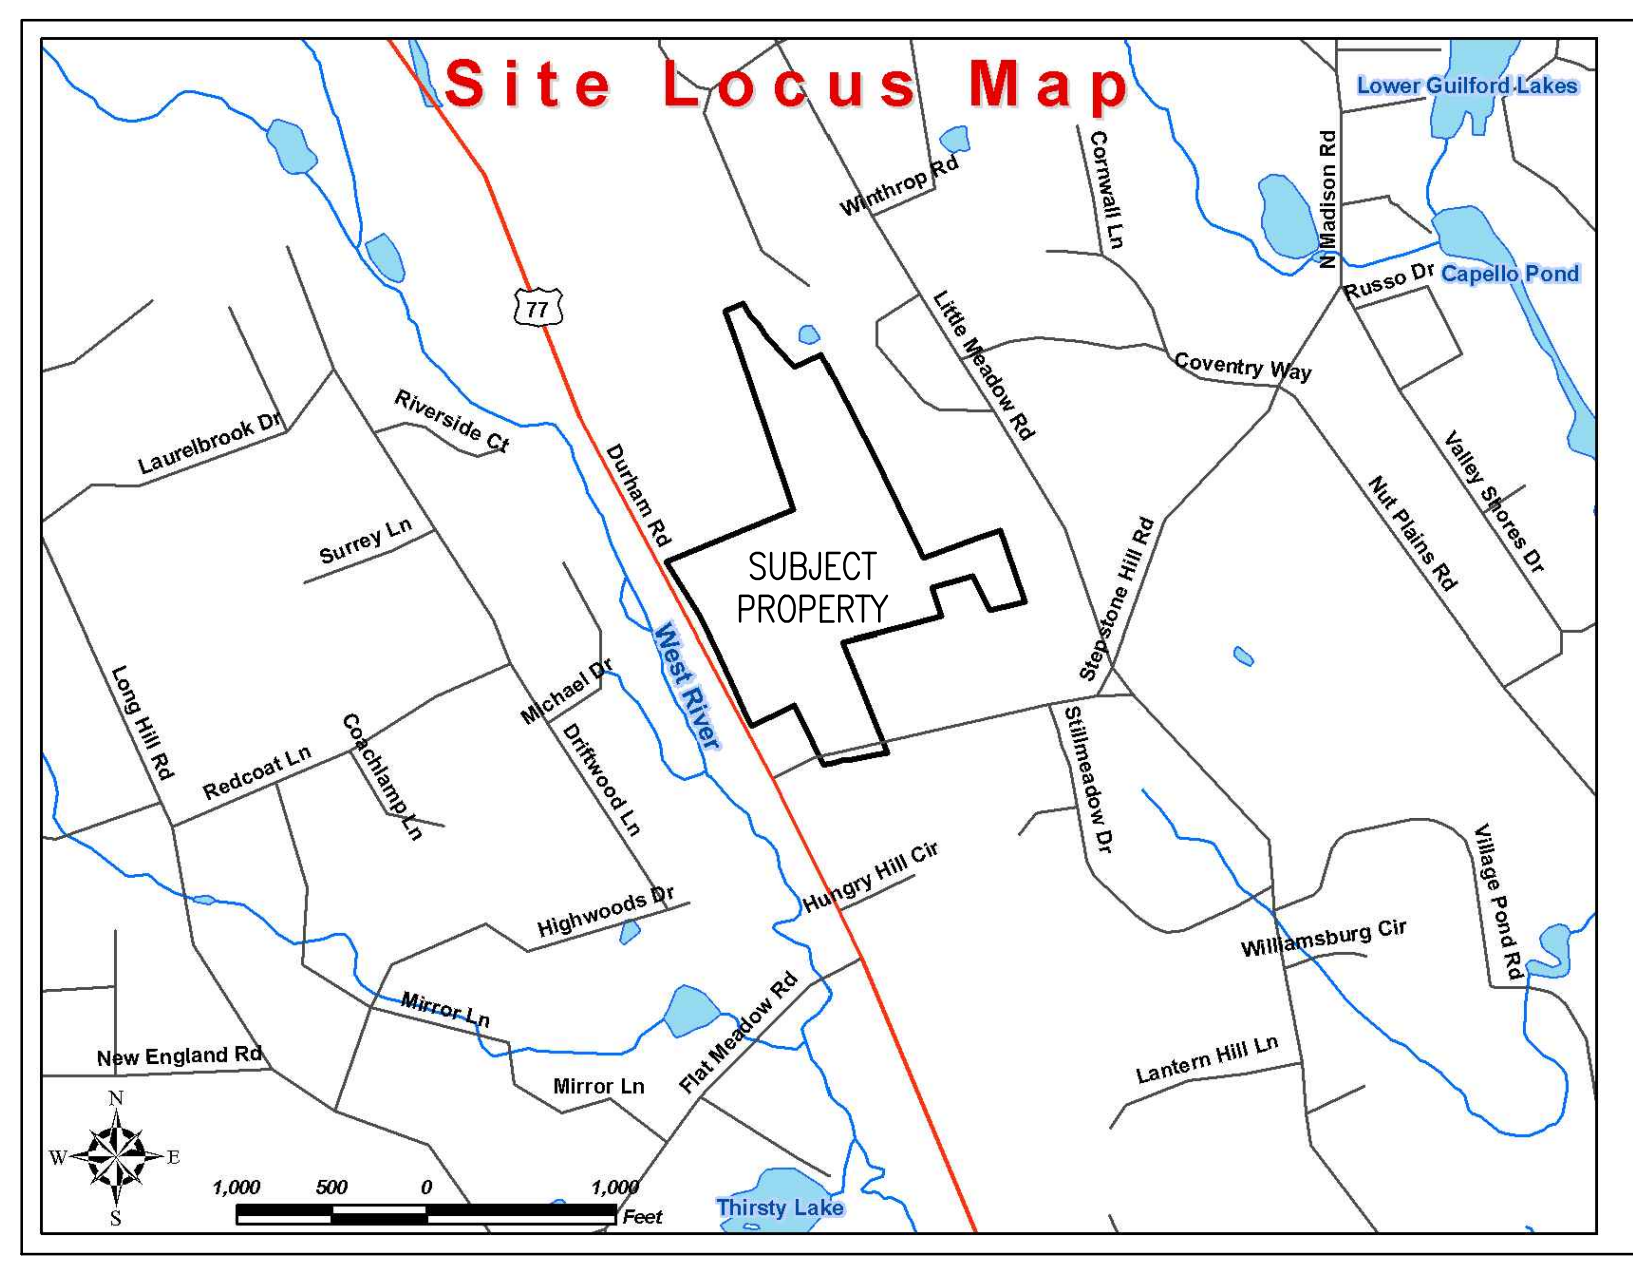 Site Locus Map
Lower Guilford Lakes
N Madison Rd
Cornwall Ln
Winthrop Rd
Capello Pond
Russo Dr
77
Little Meadow Rd
Coventry Way
Riverside Ct
Laurelbrook Dr
Durham Rd
Valley Shores Dr
Nut Plains Rd
Surrey Ln
Stepstone Hill Rd
SUBJECT
PROPERTY
West River
Michael Dr
Long Hill Rd
Coachlamp Ln
Redcoat Ln
Driftwood Ln
Stillmeadow Dr
Hungry Hill Cir
Village Pond Rd
Highwoods Dr
Williamsburg Cir
Mirror Ln
Flat Meadow Rd
New England Rd
Mirror Ln
Lantern Hill Ln
N
W E
S
1,000 500 0 1,000
Feet
Thirsty Lake